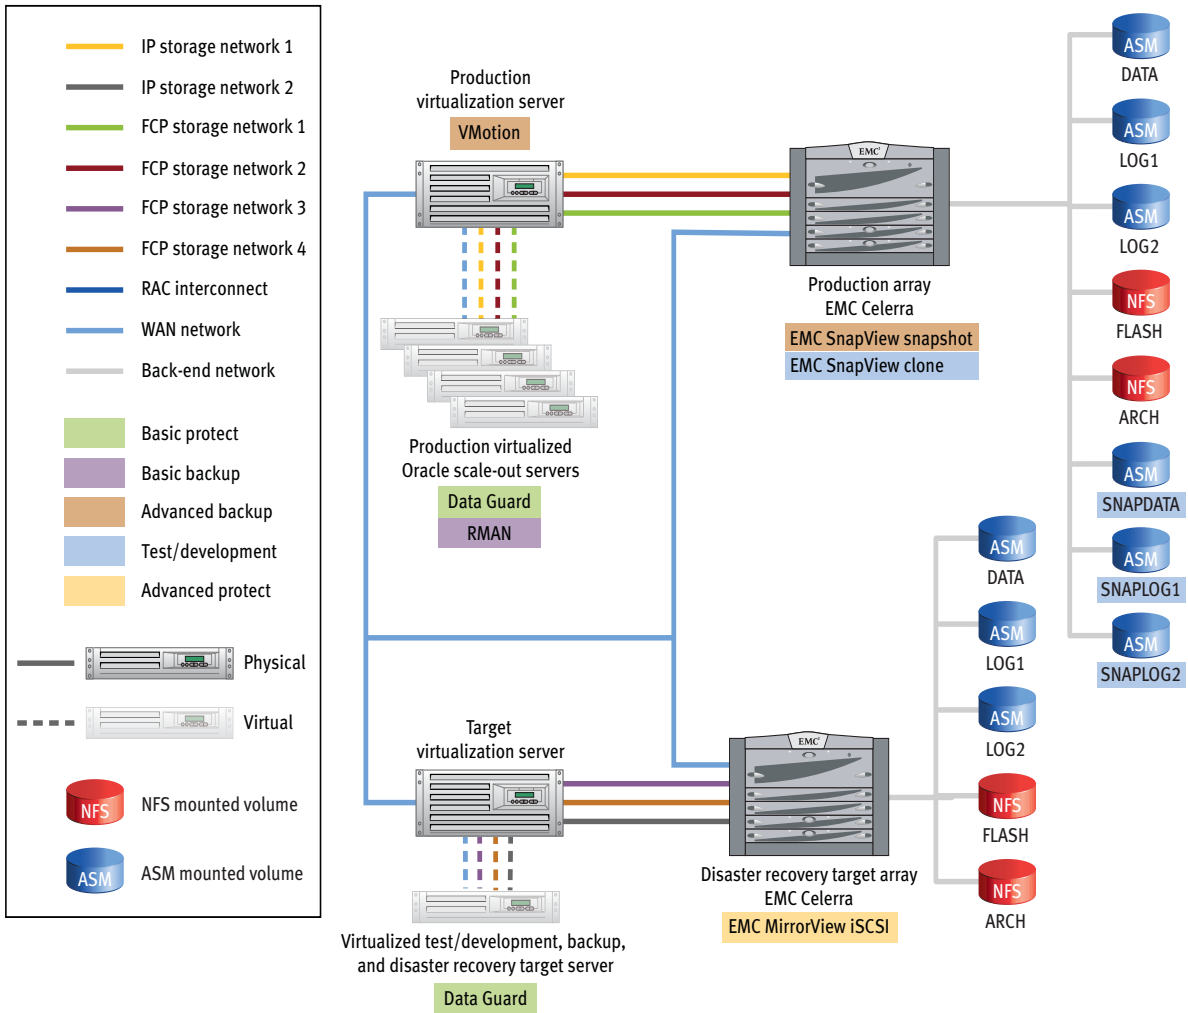 IP storage network 1
IP storage network 2
FCP storage network 1
FCP storage network 2
FCP storage network 3
FCP storage network 4
RAC interconnect
WAN network
Back-end network
Basic protect
Basic backup
Advanced backup
Test/development
Advanced protect
Physical
Virtual
NFS
NFS mounted volume
ASM
ASM mounted volume
Production
virtualization server
VMotion
Production virtualized
Oracle scale-out servers
Data Guard
RMAN
EMC²
Production array
EMC Celerra
EMC SnapView snapshot
EMC SnapView clone
ASM
DATA
ASM
LOG1
ASM
LOG2
NFS
FLASH
NFS
ARCH
ASM
SNAPDATA
ASM
SNAPLOG1
ASM
SNAPLOG2
Target
virtualization server
Virtualized test/development, backup,
and disaster recovery target server
Data Guard
EMC²
Disaster recovery target array
EMC Celerra
EMC MirrorView iSCSI
ASM
DATA
ASM
LOG1
ASM
LOG2
NFS
FLASH
NFS
ARCH